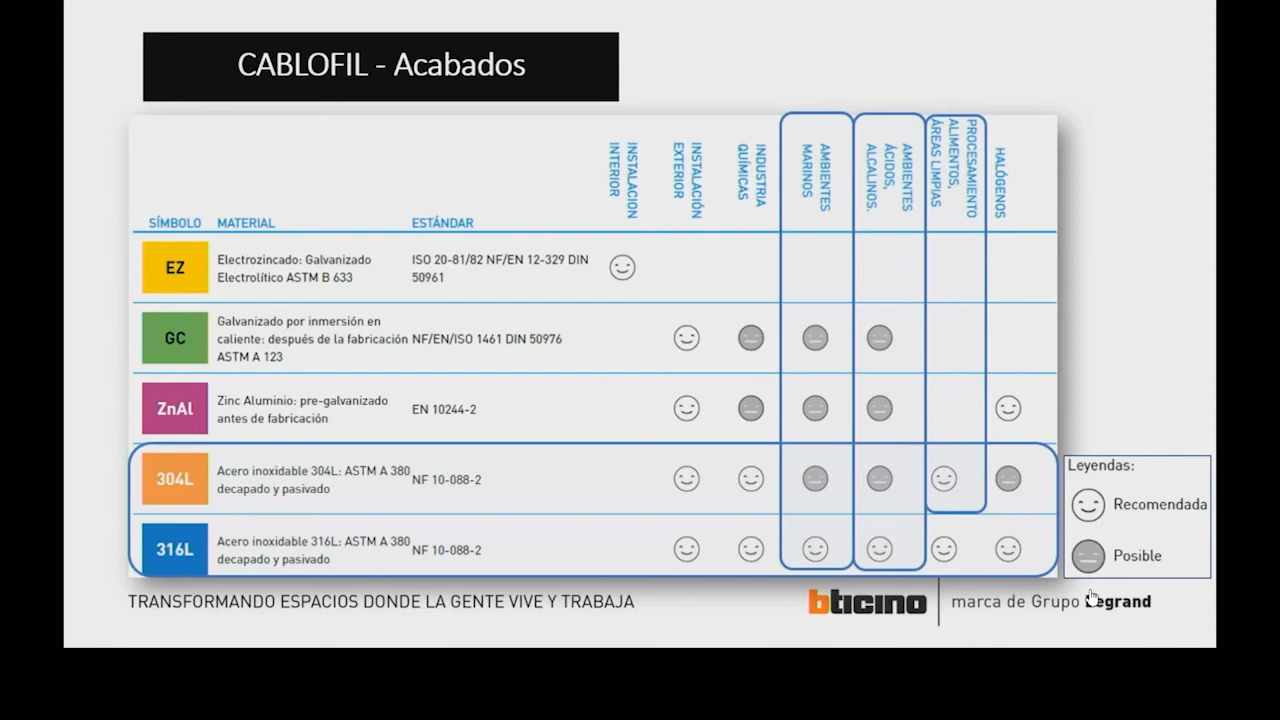 CABLOFIL - Acabados
SÍMBOLO MATERIAL ESTÁNDAR
INSTALACION
INTERIOR
INSTALACIÓN
EXTERIOR
INDUSTRIA
QUÍMICAS
AMBIENTES
MARINOS
AMBIENTES
ÁCIDOS,
ALCALINOS.
PROCESAMIENTO
ALIMENTOS,
ÁREAS LIMPIAS
HALÓGENOS
EZ
Electrozincado: Galvanizado
Electrolítico ASTM B 633
ISO 20-81/82 NF/EN 12-329 DIN
50961
GC
Galvanizado por inmersión en
caliente: después de la fabricación
ASTM A 123
NF/EN/ISO 1461 DIN 50976
ZnAl
Zinc Aluminio: pre-galvanizado
antes de fabricación
EN 10244-2
304L
Acero inoxidable 304L: ASTM A 380
decapado y pasivado
NF 10-088-2
316L
Acero inoxidable 316L: ASTM A 380
decapado y pasivado
NF 10-088-2
Leyendas:
Recomendada
Posible
TRANSFORMANDO ESPACIOS DONDE LA GENTE VIVE Y TRABAJA
bticino
marca de Grupo Legrand